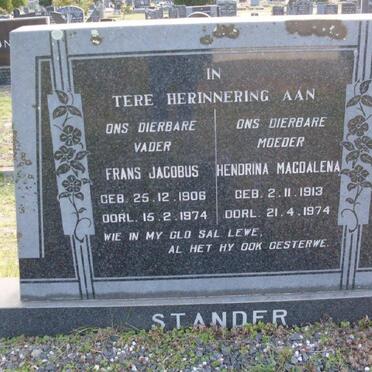 IN
TERE HERINNERING AAN
ONS DIERBARE
VADER
FRANS JACOBUS
GEB. 25.12.1906
OORL. 15.2.1974
ONS DIERBARE
MOEDER
HENDRINA MAGDALENA
GEB. 2.11.1913
OORL. 21.4.1974
WIE IN MY GLO SAL LEWE,
AL HET HY OOK GESTERWE.
STANDER